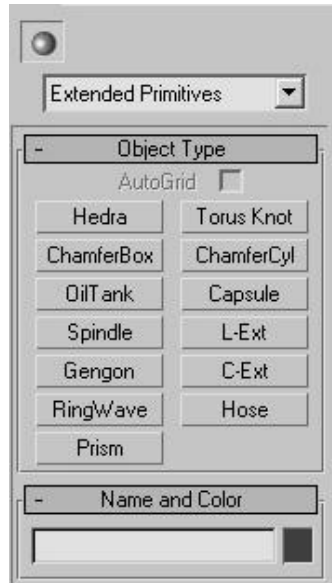 Extended Primitives
- Object Type
AutoGrid
Hedra Torus Knot
ChamferBox ChamferCyl
OilTank Capsule
Spindle L-Ext
Gengon C-Ext
RingWave Hose
Prism
- Name and Color